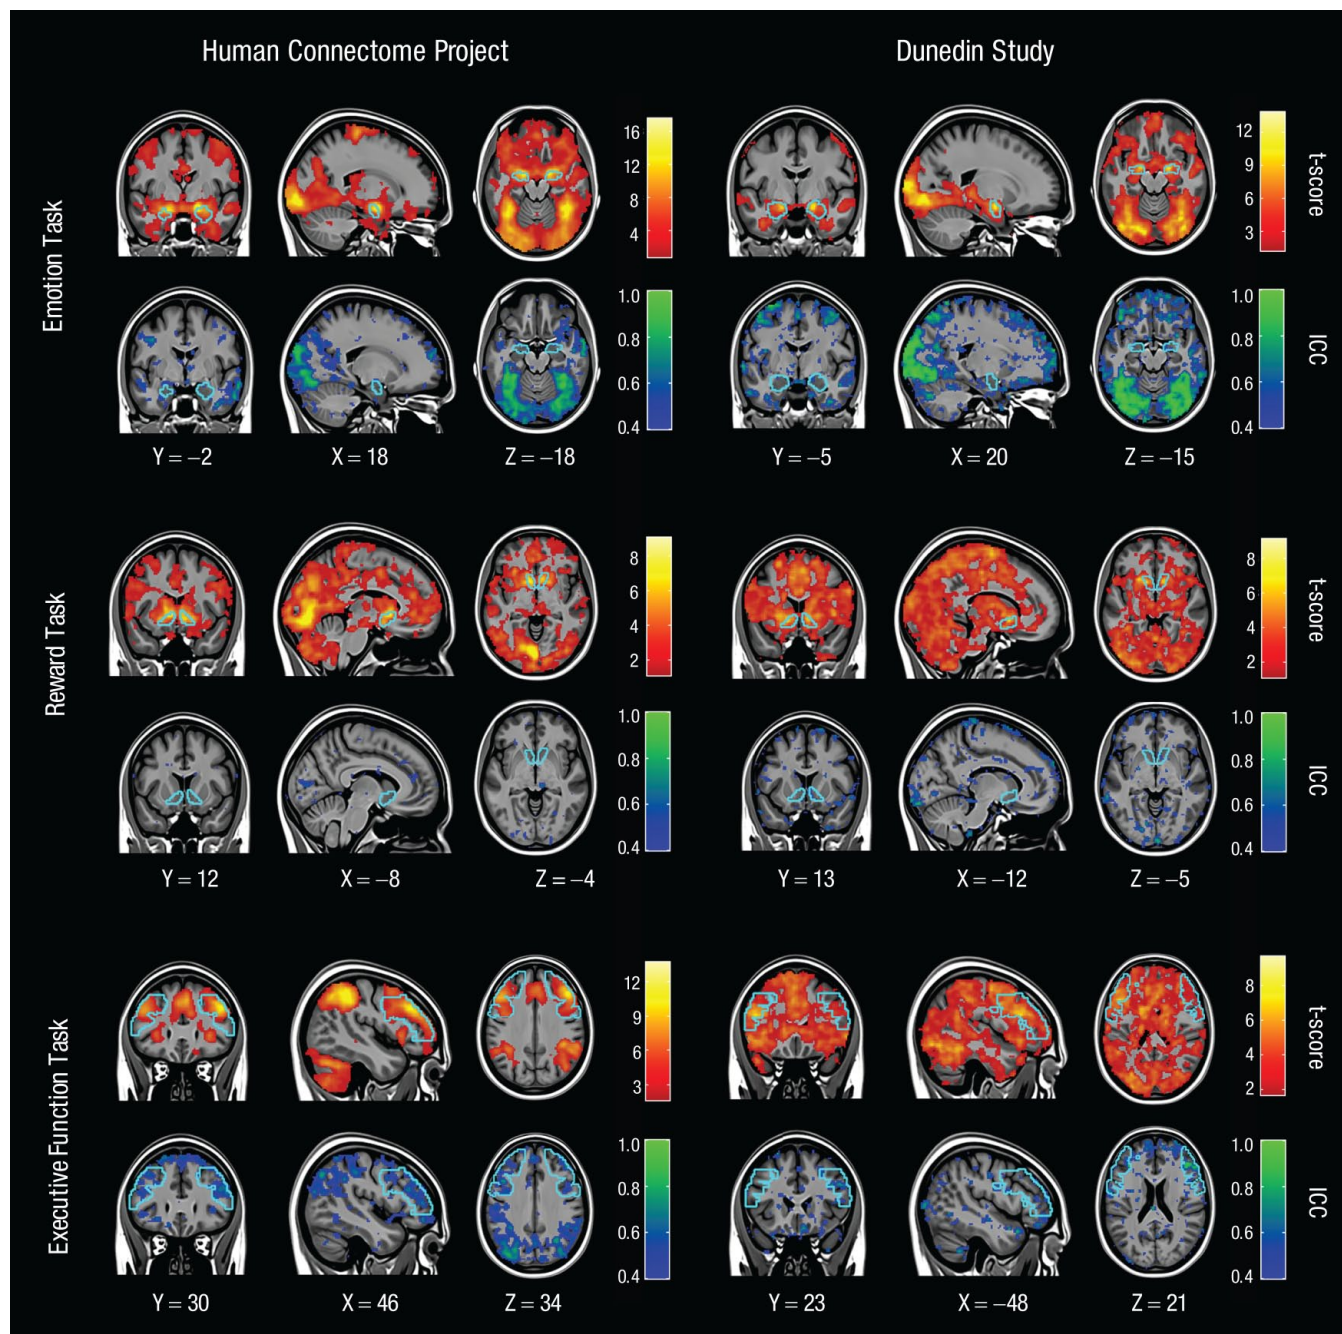 Human Connectome Project
Dunedin Study
Emotion Task
16
12
8
4
12
9
6
3
t-score
1.0
0.8
0.6
0.4
1.0
0.8
0.6
0.4
ICC
Y = −2
X = 18
Z = −18
Y = −5
X = 20
Z = −15
Reward Task
8
6
4
2
8
6
4
2
t-score
1.0
0.8
0.6
0.4
1.0
0.8
0.6
0.4
ICC
Y = 12
X = −8
Z = −4
Y = 13
X = −12
Z = −5
Executive Function Task
12
9
6
3
8
6
4
2
t-score
1.0
0.8
0.6
0.4
1.0
0.8
0.6
0.4
ICC
Y = 30
X = 46
Z = 34
Y = 23
X = −48
Z = 21